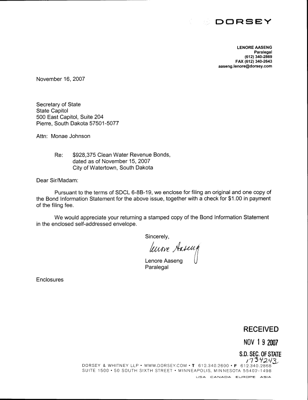 DORSEY
LENORE AASENG
Paralegal
(612) 340-2869
FAX (612) 340-2643
aaseng.lenore@dorsey.com
November 16, 2007
Secretary of State
State Capitol
500 East Capitol, Suite 204
Pierre, South Dakota 57501-5077
Attn: Monae Johnson
Re: $928,375 Clean Water Revenue Bonds,
dated as of November 15, 2007
City of Watertown, South Dakota
Dear Sir/Madam:
Pursuant to the terms of SDCL 6-8B-19, we enclose for filing an original and one copy of
the Bond Information Statement for the above issue, together with a check for $1.00 in payment
of the filing fee.
We would appreciate your returning a stamped copy of the Bond Information Statement
in the enclosed self-addressed envelope.
Sincerely,
Lenore Aaseng
Lenore Aaseng
Paralegal
Enclosures
RECEIVED
NOV 19 2007
S.D. SEC. OF STATE
1734243
DORSEY & WHITNEY LLP • WWW.DORSEY.COM • T 612.340.2600 • F 612.340.2868
SUITE 1500 • 50 SOUTH SIXTH STREET • MINNEAPOLIS, MINNESOTA 55402-1498
USA CANADA EUROPE ASIA